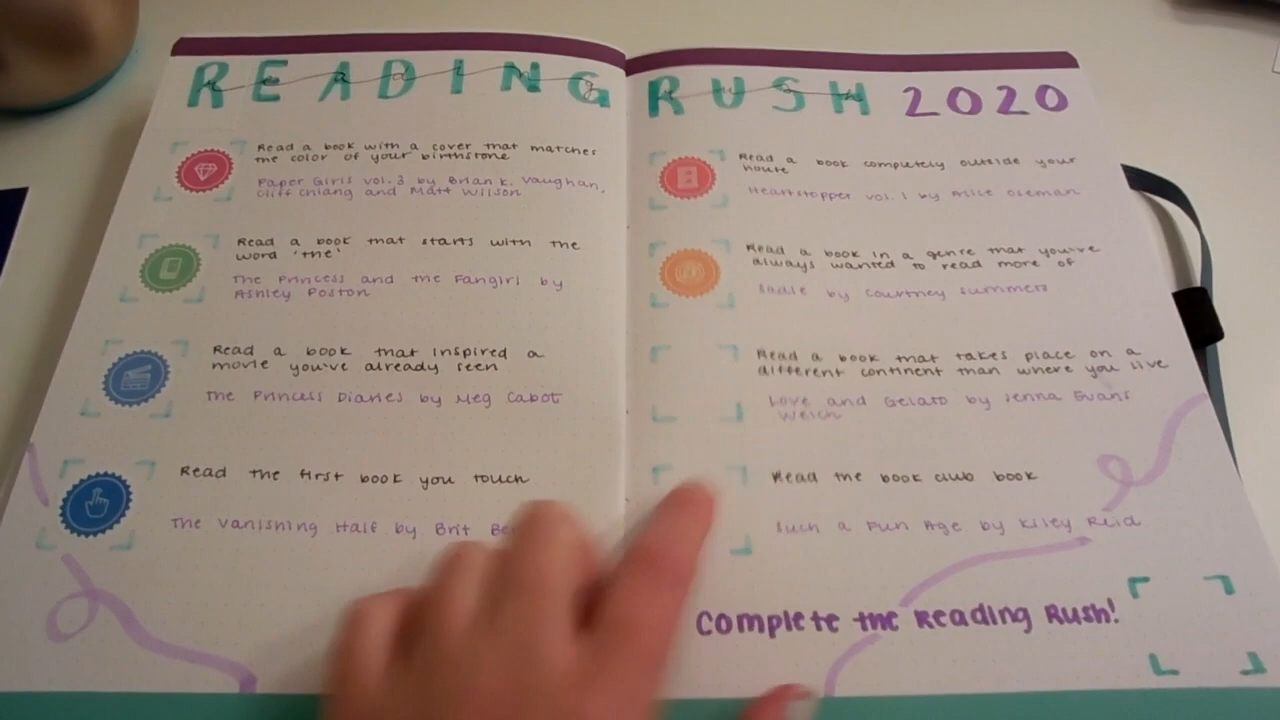 READING RUSH 2020
reading rush
Read a book with a cover that matches
the color of your birthstone
Paper Girls vol. 3 by Brian K. Vaughan,
Cliff Chiang and Matt Wilson
Read a book that starts with the
word 'the'
The Princess and the Fangirl by
Ashley Poston
Read a book that inspired a
movie you've already seen
The Princess Diaries by Meg Cabot
Read the first book you touch
The Vanishing Half by Brit
Read a book completely outside your
house
Heartstopper vol. 1 by Alice Oseman
Read a book in a genre that you've
always wanted to read more of
Sadie by Courtney Summers
Read a book that takes place on a
different continent than where you live
Love and Gelato by Jenna Evans
Welch
Read the book club book
Such a Fun Age by Kiley Reid
Complete the Reading Rush!